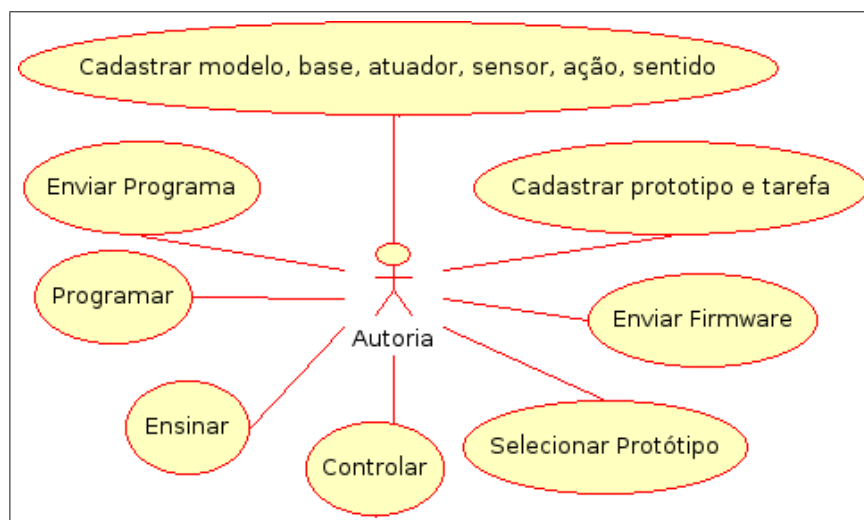 Cadastrar modelo, base, atuador, sensor, ação, sentido
Enviar Programa
Cadastrar prototipo e tarefa
Programar
Enviar Firmware
Autoria
Ensinar
Selecionar Protótipo
Controlar